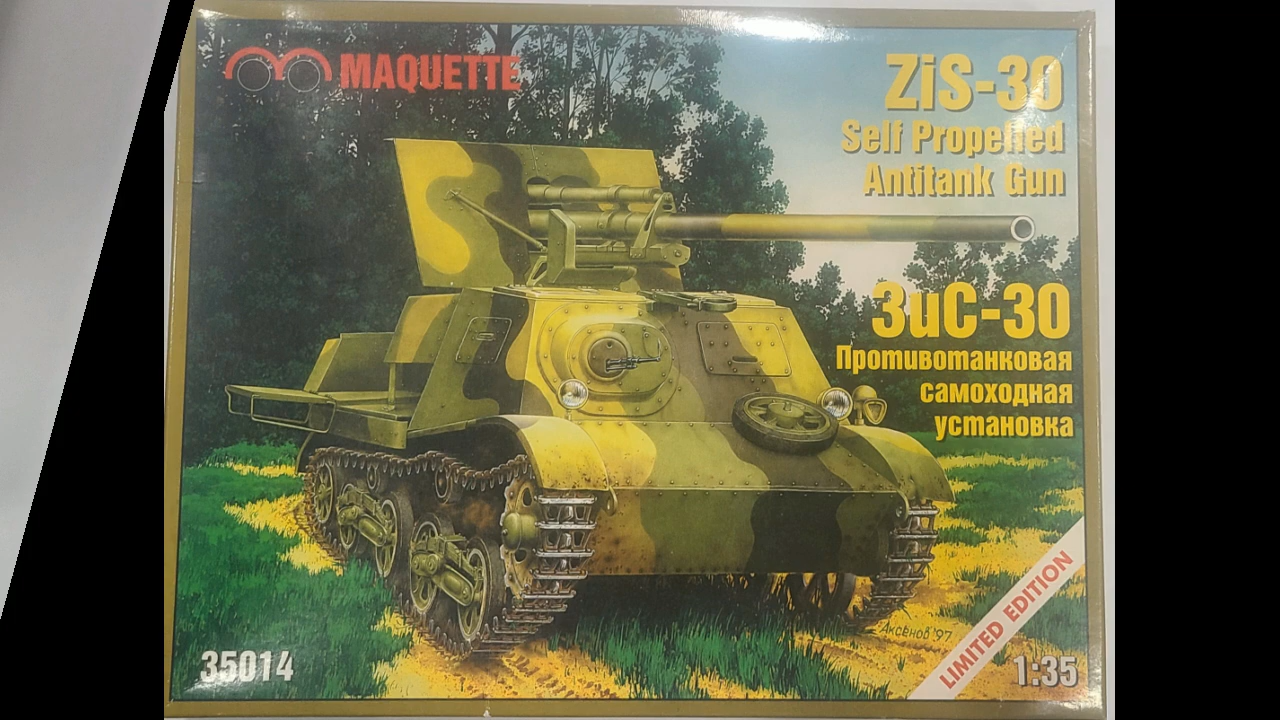 MAQUETTE
ZiS-30
Self Propelled
Antitank Gun
ЗиС-30
Противотанковая
самоходная
установка
Аксенов '97
LIMITED EDITION
35014
1:35